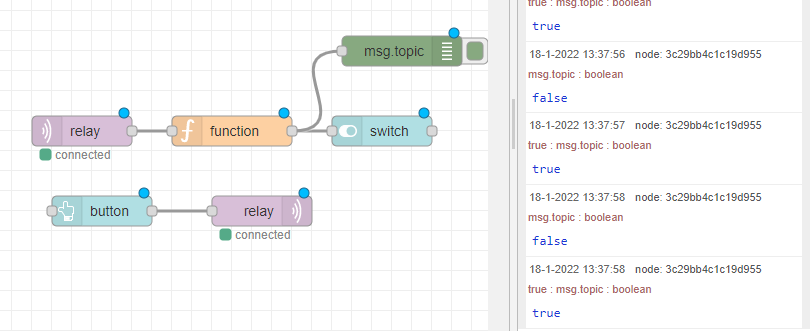 msg.topic
relay
function
switch
connected
button
relay
connected
true : msg.topic : boolean
true
18-1-2022 13:37:56 node: 3c29bb4c1c19d955
msg.topic : boolean
false
18-1-2022 13:37:57 node: 3c29bb4c1c19d955
true : msg.topic : boolean
true
18-1-2022 13:37:58 node: 3c29bb4c1c19d955
msg.topic : boolean
false
18-1-2022 13:37:58 node: 3c29bb4c1c19d955
true : msg.topic : boolean
true